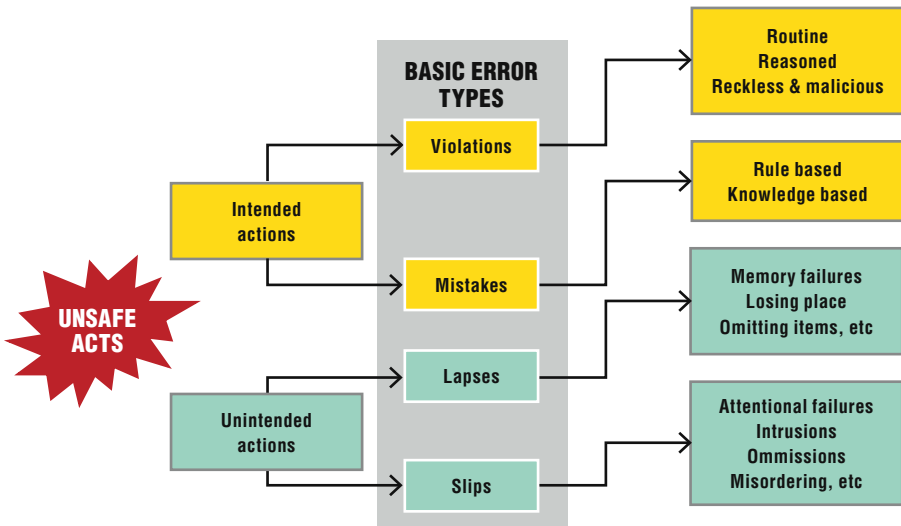 BASIC ERROR
TYPES
Routine
Reasoned
Reckless & malicious
Violations
Rule based
Knowledge based
Intended
actions
Mistakes
UNSAFE
ACTS
Memory failures
Losing place
Omitting items, etc
Lapses
Unintended
actions
Attentional failures
Intrusions
Ommissions
Misordering, etc
Slips